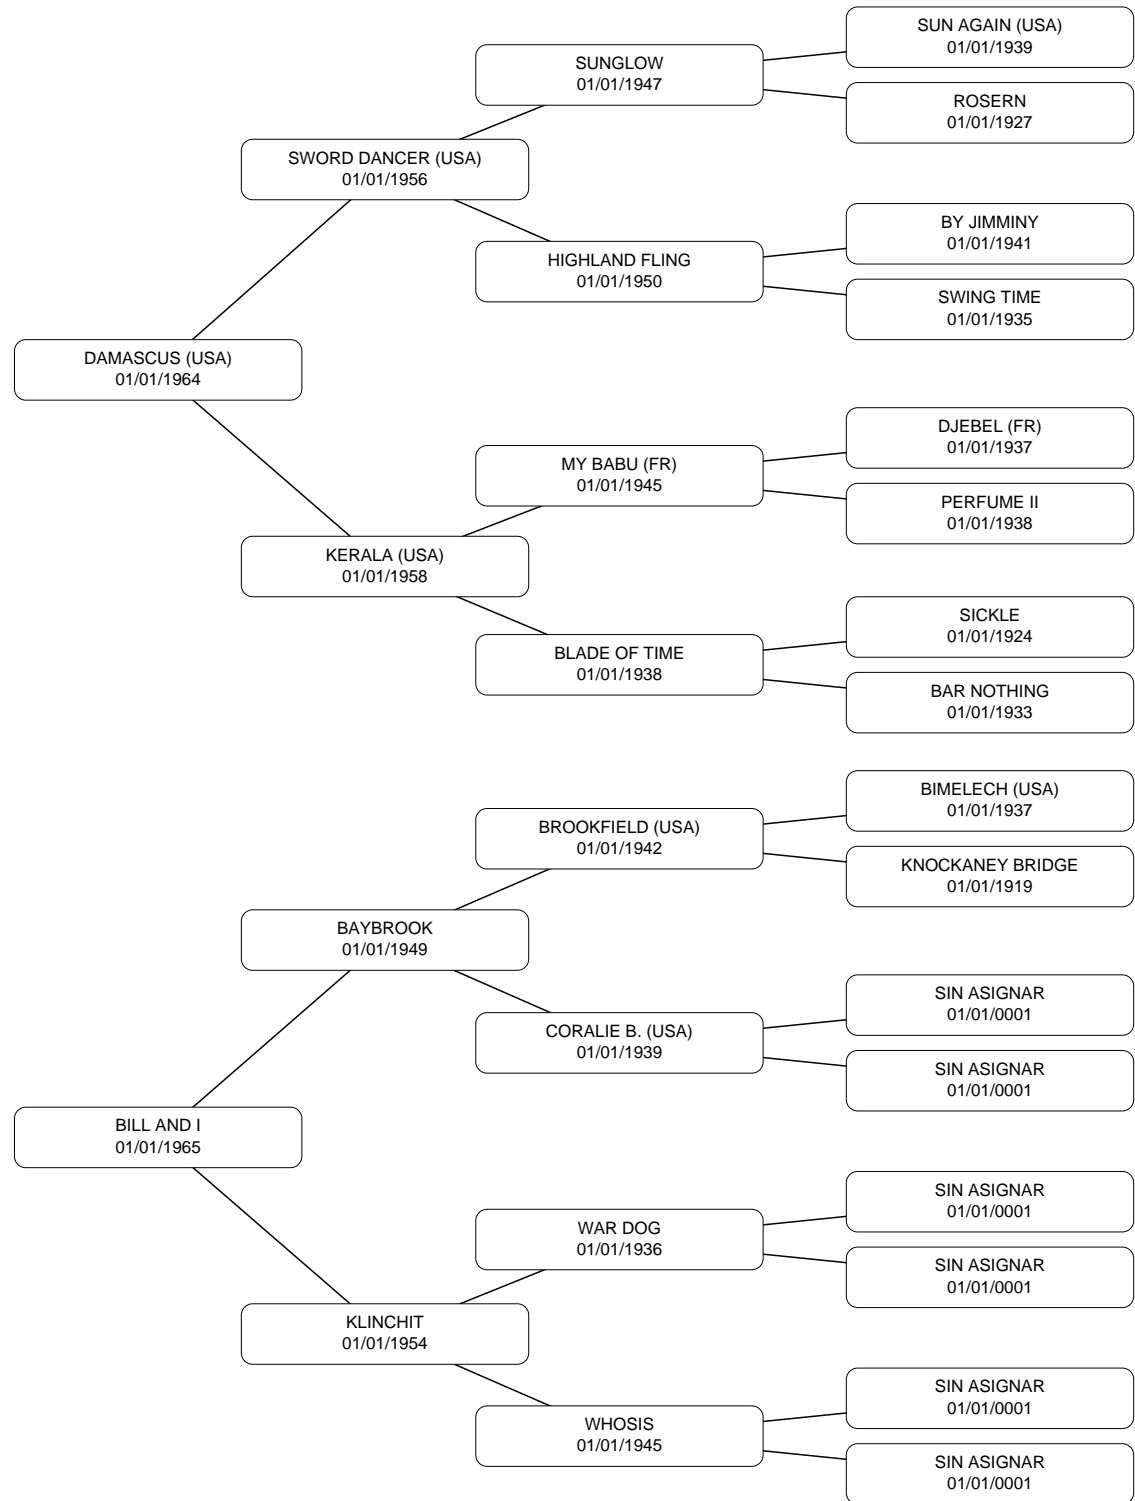 SUN AGAIN (USA)
01/01/1939
SUNGLOW
01/01/1947
ROSERN
01/01/1927
SWORD DANCER (USA)
01/01/1956
BY JIMMINY
01/01/1941
HIGHLAND FLING
01/01/1950
SWING TIME
01/01/1935
DAMASCUS (USA)
01/01/1964
DJEBEL (FR)
01/01/1937
MY BABU (FR)
01/01/1945
PERFUME II
01/01/1938
KERALA (USA)
01/01/1958
SICKLE
01/01/1924
BLADE OF TIME
01/01/1938
BAR NOTHING
01/01/1933
BIMELECH (USA)
01/01/1937
BROOKFIELD (USA)
01/01/1942
KNOCKANEY BRIDGE
01/01/1919
BAYBROOK
01/01/1949
SIN ASIGNAR
01/01/0001
CORALIE B. (USA)
01/01/1939
SIN ASIGNAR
01/01/0001
BILL AND I
01/01/1965
SIN ASIGNAR
01/01/0001
WAR DOG
01/01/1936
SIN ASIGNAR
01/01/0001
KLINCHIT
01/01/1954
SIN ASIGNAR
01/01/0001
WHOSIS
01/01/1945
SIN ASIGNAR
01/01/0001